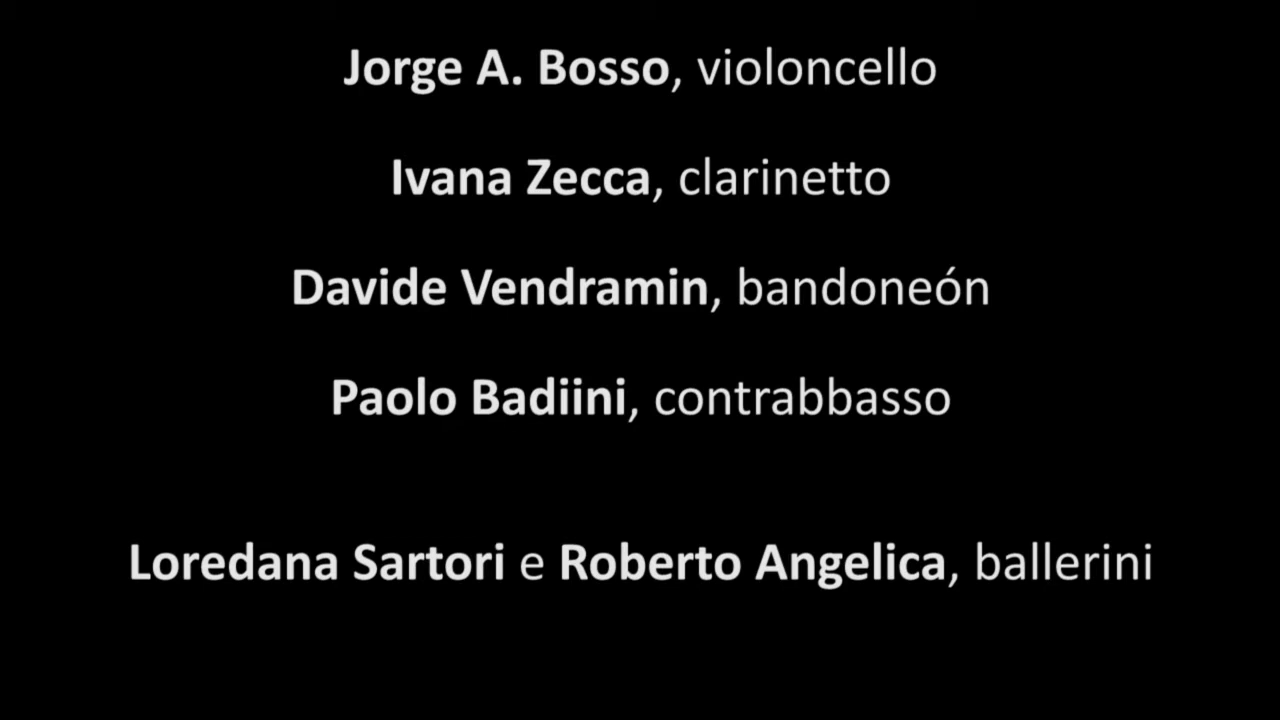 Jorge A. Bosso, violoncello
Ivana Zecca, clarinetto
Davide Vendramin, bandoneón
Paolo Badiini, contrabbasso
Loredana Sartori e Roberto Angelica, ballerini